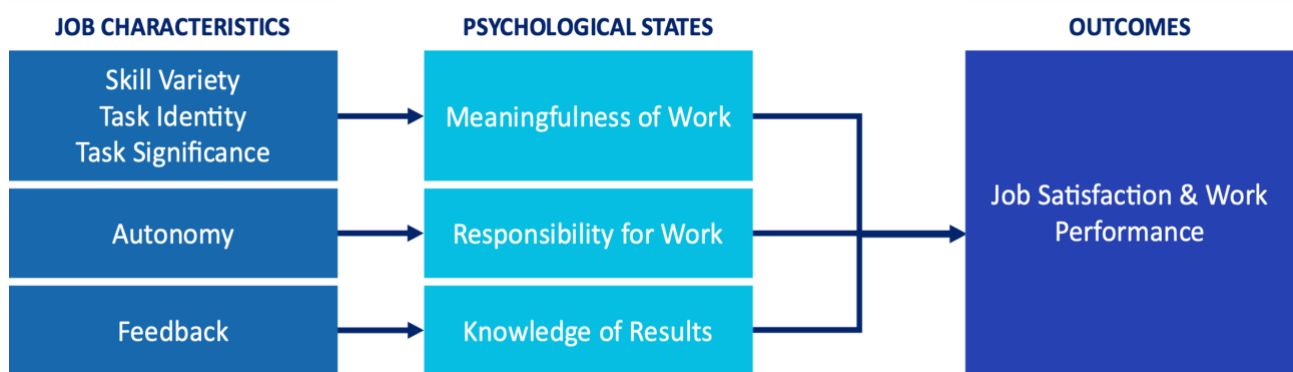 JOB CHARACTERISTICS
PSYCHOLOGICAL STATES
OUTCOMES
Skill Variety
Task Identity
Task Significance
Meaningfulness of Work
Autonomy
Responsibility for Work
Feedback
Knowledge of Results
Job Satisfaction & Work
Performance